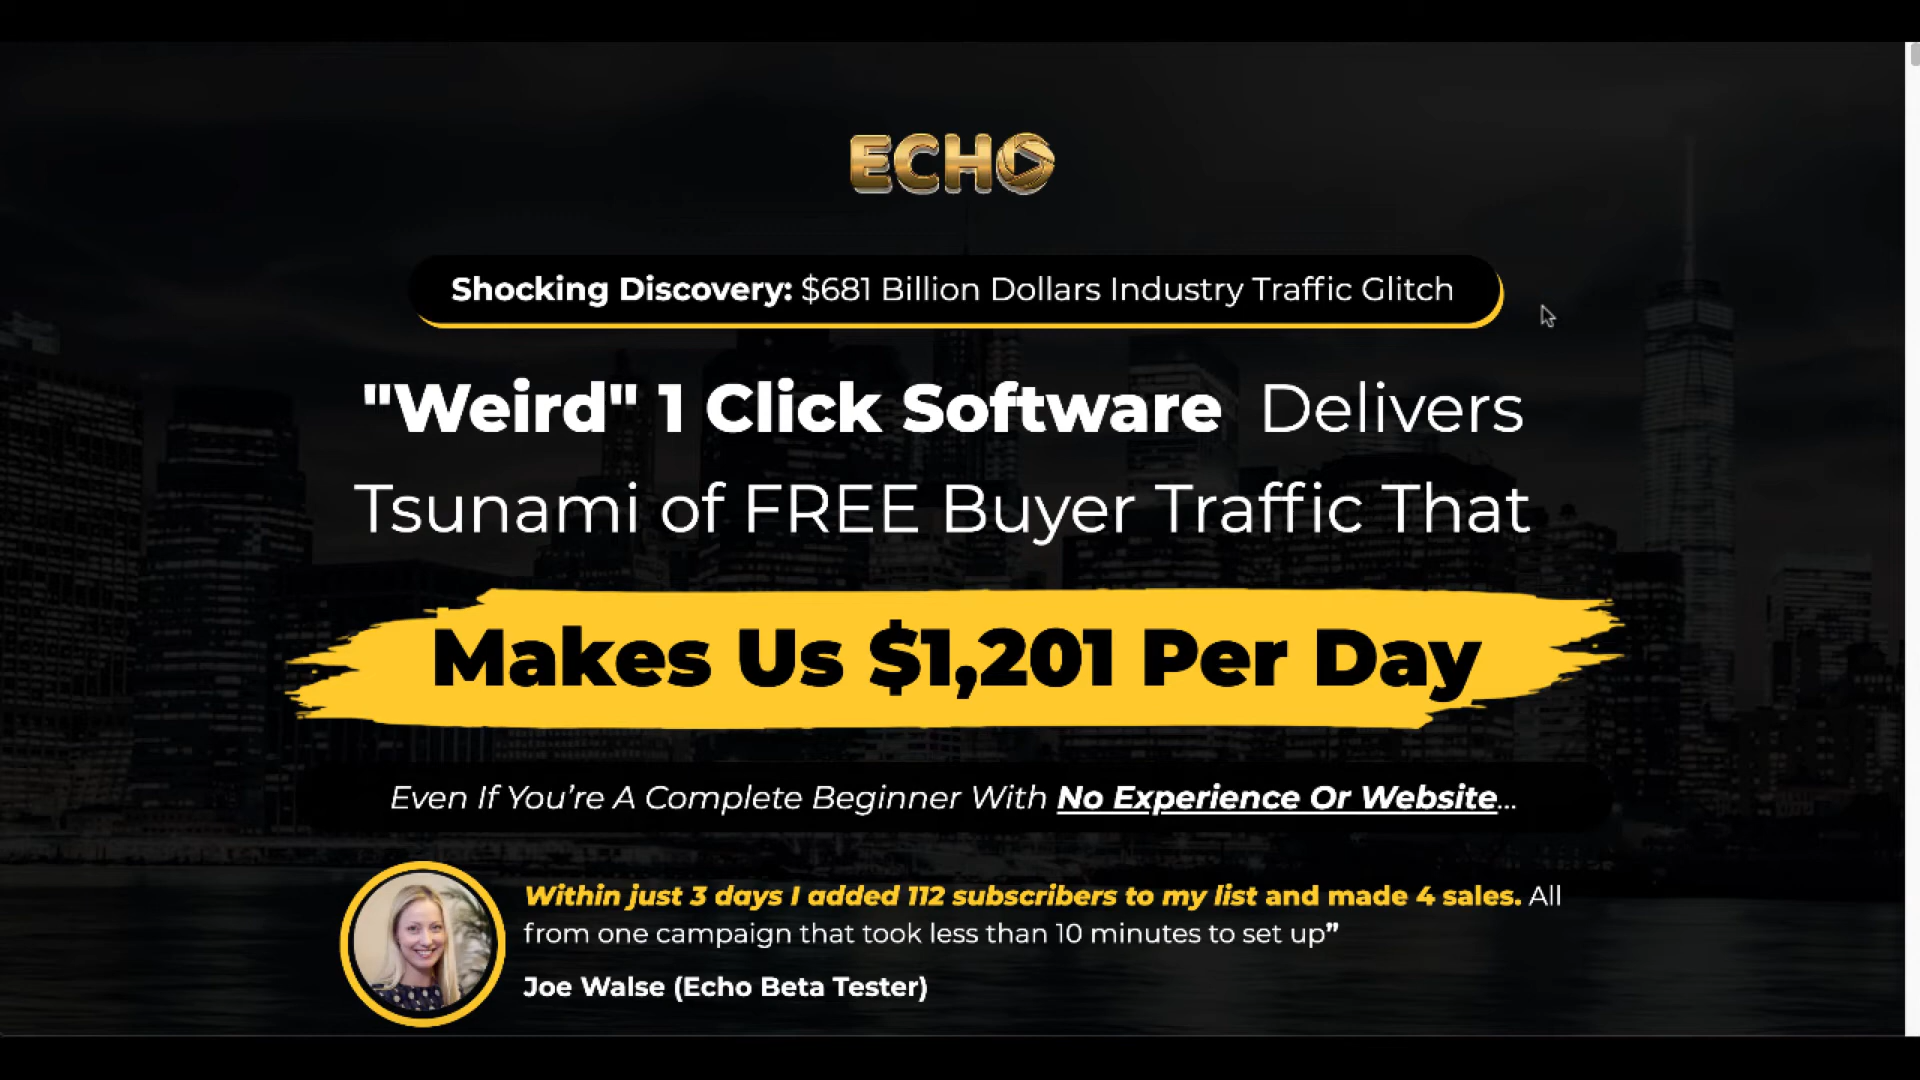 ECHO
Shocking Discovery: $681 Billion Dollars Industry Traffic Glitch
"Weird" 1 Click Software Delivers
Tsunami of FREE Buyer Traffic That
Makes Us $1,201 Per Day
Even If You’re A Complete Beginner With No Experience Or Website...
Within just 3 days I added 112 subscribers to my list and made 4 sales. All
from one campaign that took less than 10 minutes to set up”
Joe Walse (Echo Beta Tester)